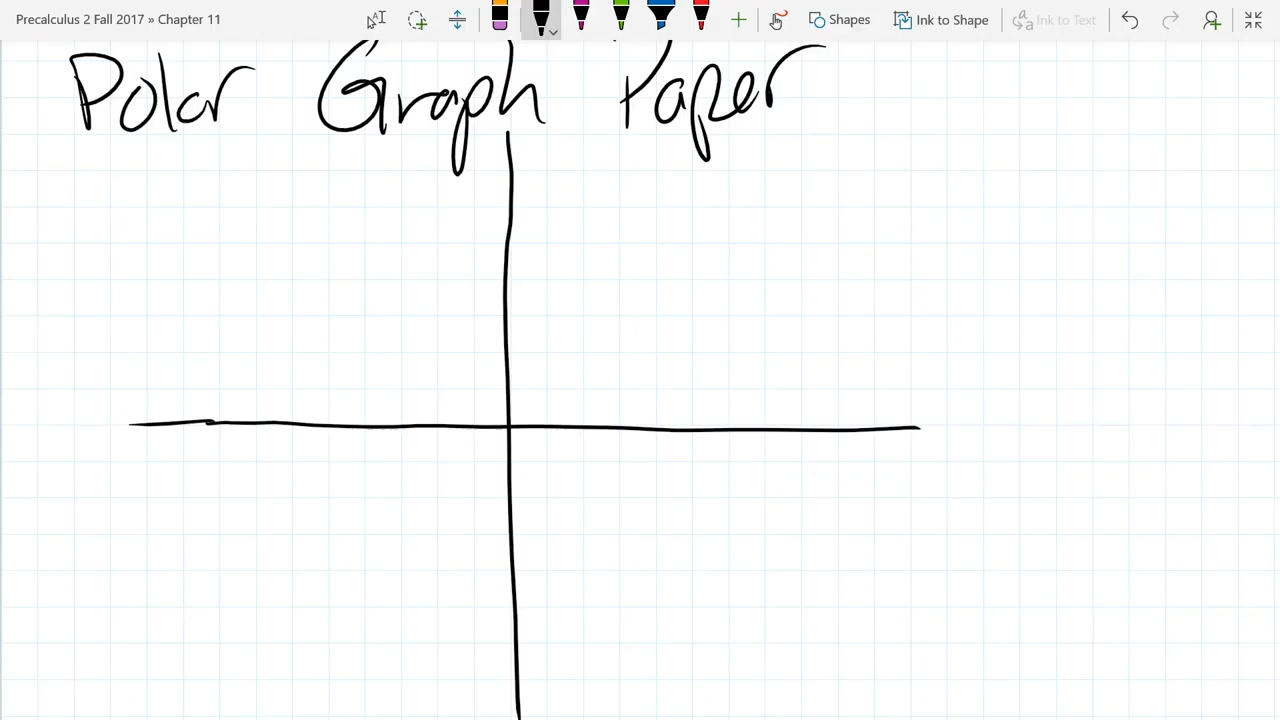 Precalculus 2 Fall 2017 » Chapter 11
Shapes
Ink to Shape
Ink to Text
Polar Graph Paper